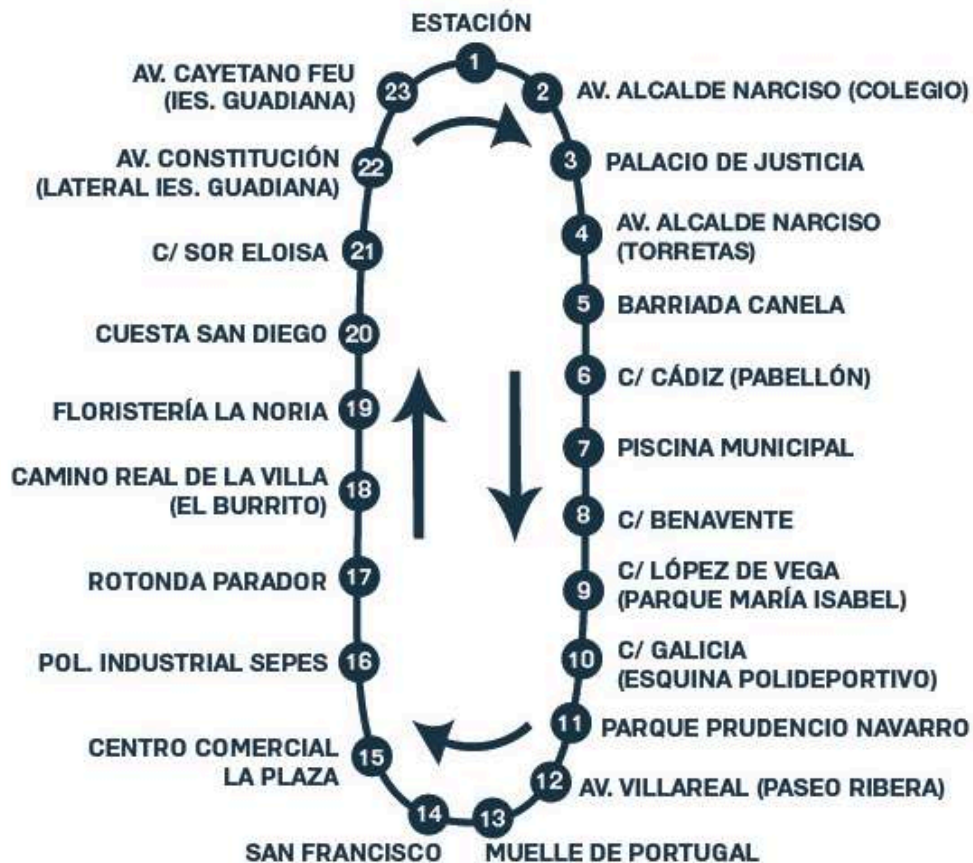 ESTACIÓN
1
2
AV. ALCALDE NARCISO (COLEGIO)
3
PALACIO DE JUSTICIA
4
AV. ALCALDE NARCISO
(TORRETAS)
5
BARRIADA CANELA
6
C/ CÁDIZ (PABELLÓN)
7
PISCINA MUNICIPAL
8
C/ BENAVENTE
9
C/ LÓPEZ DE VEGA
(PARQUE MARÍA ISABEL)
10
C/ GALICIA
(ESQUINA POLIDEPORTIVO)
11
PARQUE PRUDENCIO NAVARRO
12
AV. VILLAREAL (PASEO RIBERA)
13
MUELLE DE PORTUGAL
14
SAN FRANCISCO
15
CENTRO COMERCIAL
LA PLAZA
16
POL. INDUSTRIAL SEPES
17
ROTONDA PARADOR
18
CAMINO REAL DE LA VILLA
(EL BURRITO)
19
FLORISTERÍA LA NORIA
20
CUESTA SAN DIEGO
21
C/ SOR ELOISA
22
AV. CONSTITUCIÓN
(LATERAL IES. GUADIANA)
23
AV. CAYETANO FEU
(IES. GUADIANA)